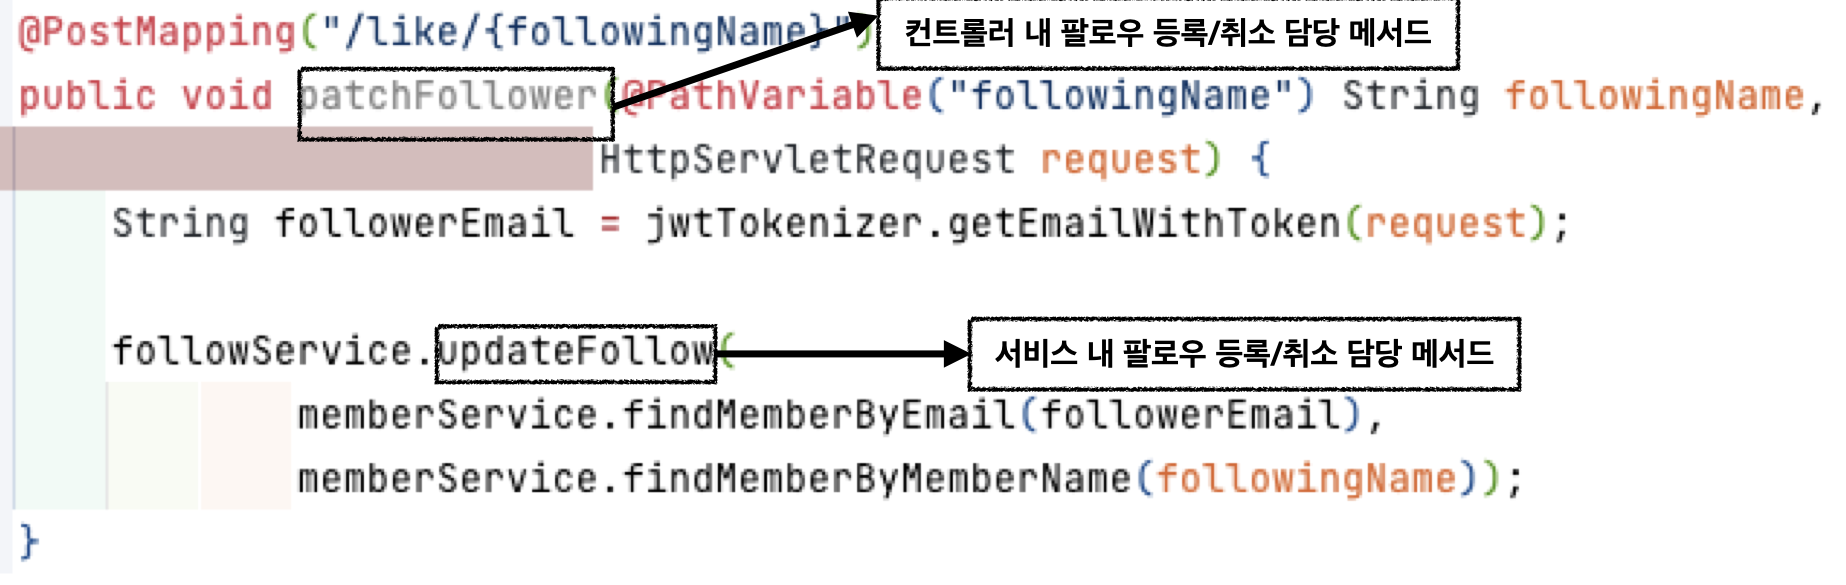 @PostMapping("/like/{followingName}")
컨트롤러 내 팔로우 등록/취소 담당 메서드
public void patchFollower(@PathVariable("followingName") String followingName,
HttpServletRequest request) {
String followerEmail = jwtTokenizer.getEmailWithToken(request);
followService.updateFollow(
서비스 내 팔로우 등록/취소 담당 메서드
memberService.findMemberByEmail(followerEmail),
memberService.findMemberByMemberName(followingName));
}